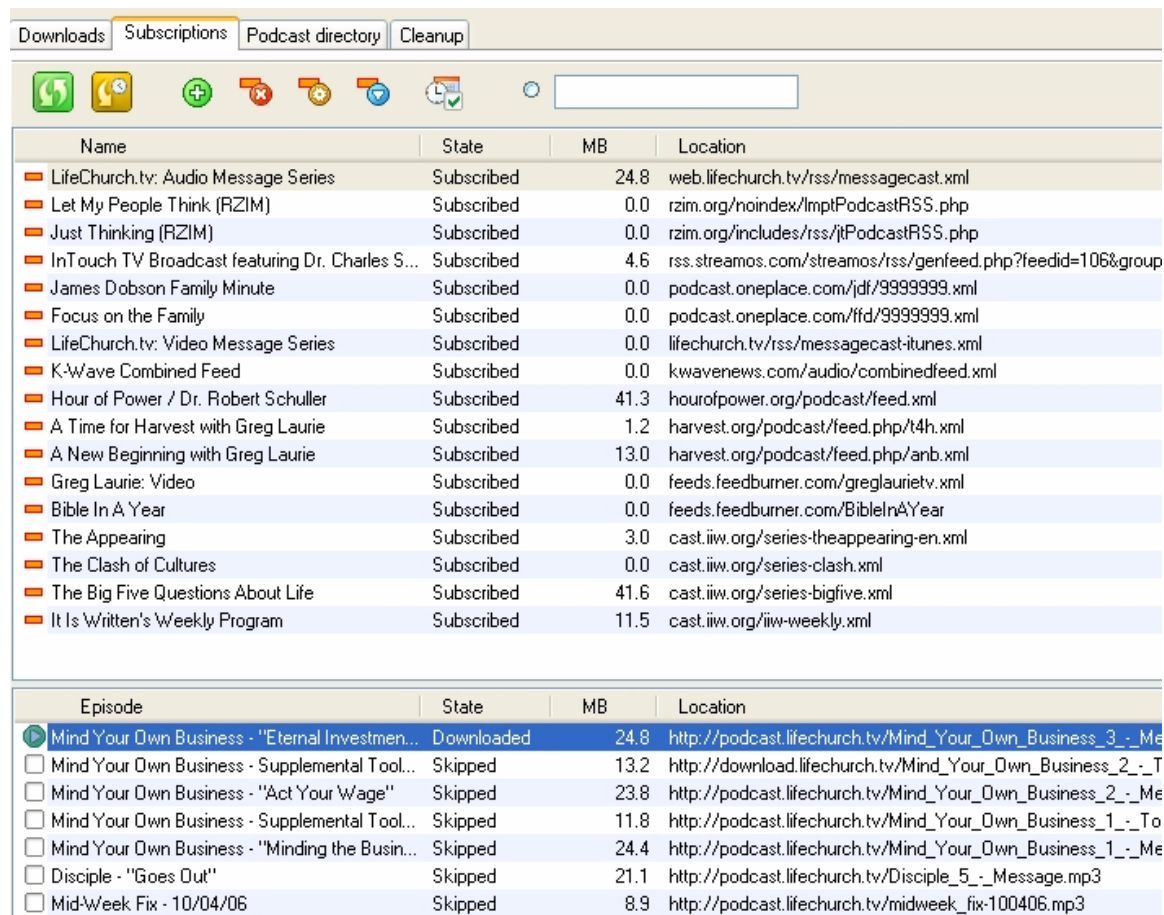 Downloads Subscriptions Podcast directory Cleanup
Name State MB Location
LifeChurch.tv: Audio Message Series Subscribed 24.8 web.lifechurch.tv/rss/messagecast.xml
Let My People Think (RZIM) Subscribed 0.0 rzim.org/noindex/lmptPodcastRSS.php
Just Thinking (RZIM) Subscribed 0.0 rzim.org/includes/rss/jtPodcastRSS.php
InTouch TV Broadcast featuring Dr. Charles S... Subscribed 4.6 rss.streamos.com/streamos/rss/genfeed.php?feedid=106&group
James Dobson Family Minute Subscribed 0.0 podcast.oneplace.com/jdf/9999999.xml
Focus on the Family Subscribed 0.0 podcast.oneplace.com/ffd/9999999.xml
LifeChurch.tv: Video Message Series Subscribed 0.0 lifechurch.tv/rss/messagecast-itunes.xml
K-Wave Combined Feed Subscribed 0.0 kwavenews.com/audio/combinedfeed.xml
Hour of Power / Dr. Robert Schuller Subscribed 41.3 hourofpower.org/podcast/feed.xml
A Time for Harvest with Greg Laurie Subscribed 1.2 harvest.org/podcast/feed.php/t4h.xml
A New Beginning with Greg Laurie Subscribed 13.0 harvest.org/podcast/feed.php/anb.xml
Greg Laurie: Video Subscribed 0.0 feeds.feedburner.com/greglaurietv.xml
Bible In A Year Subscribed 0.0 feeds.feedburner.com/BibleInAYear
The Appearing Subscribed 3.0 cast.iiw.org/series-theappearing-en.xml
The Clash of Cultures Subscribed 0.0 cast.iiw.org/series-clash.xml
The Big Five Questions About Life Subscribed 41.6 cast.iiw.org/series-bigfive.xml
It Is Written's Weekly Program Subscribed 11.5 cast.iiw.org/iiw-weekly.xml
Episode State MB Location
Mind Your Own Business - "Eternal Investmen... Downloaded 24.8 http://podcast.lifechurch.tv/Mind_Your_Own_Business_3_-_Me
Mind Your Own Business - Supplemental Tool... Skipped 13.2 http://download.lifechurch.tv/Mind_Your_Own_Business_2_-_T
Mind Your Own Business - "Act Your Wage" Skipped 23.8 http://podcast.lifechurch.tv/Mind_Your_Own_Business_2_-_Me
Mind Your Own Business - Supplemental Tool... Skipped 11.8 http://podcast.lifechurch.tv/Mind_Your_Own_Business_1_-_To
Mind Your Own Business - "Minding the Busin... Skipped 24.4 http://podcast.lifechurch.tv/Mind_Your_Own_Business_1_-_Me
Disciple - "Goes Out" Skipped 21.1 http://podcast.lifechurch.tv/Disciple_5_-_Message.mp3
Mid-Week Fix - 10/04/06 Skipped 8.9 http://podcast.lifechurch.tv/midweek_fix-100406.mp3